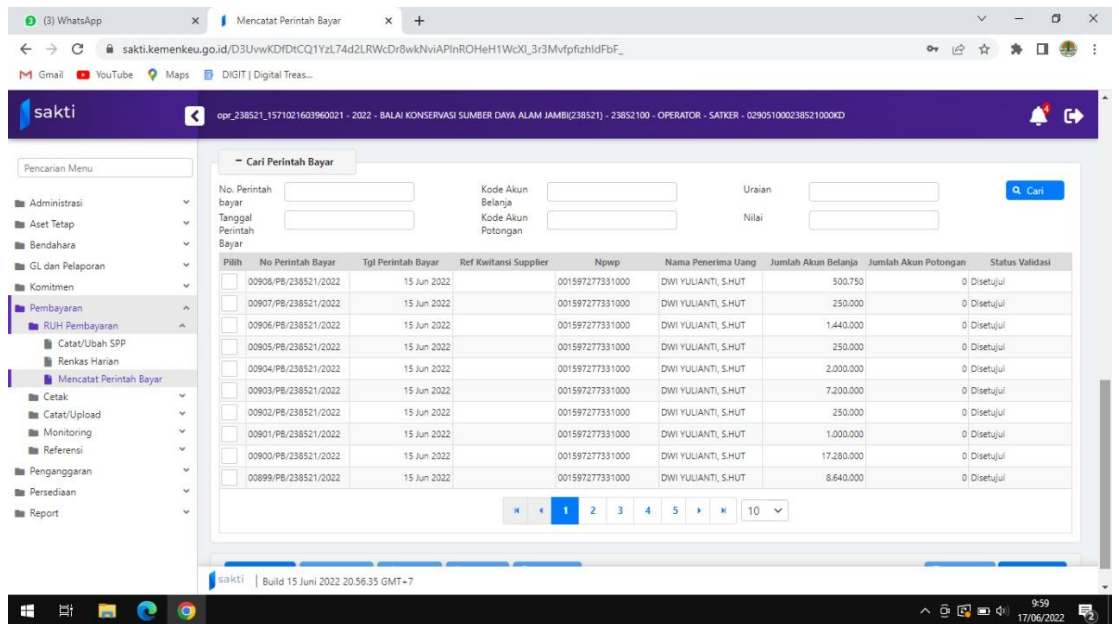 (3) WhatsApp
Mencatat Perintah Bayar
sakti.kemenkeu.go.id/D3UvwKDfDtCQ1YzL74d2LRWcDr8wkNviAPInROHeH1WcXl_3r3MvfpfizhIdFbF_
Gmail YouTube Maps DIGIT | Digital Treas...
sakti
opr_238521_1571021603960021 - 2022 - BALAI KONSERVASI SUMBER DAYA ALAM JAMBI(238521) - 23852100 - OPERATOR - SATKER - 029051000238521000KD
4
Pencarian Menu
Administrasi
Aset Tetap
Bendahara
GL dan Pelaporan
Komitmen
Pembayaran
RUH Pembayaran
Catat/Ubah SPP
Renkas Harian
Mencatat Perintah Bayar
Cetak
Catat/Upload
Monitoring
Referensi
Penganggaran
Persediaan
Report
− Cari Perintah Bayar
No. Perintah bayar
Kode Akun Belanja
Uraian
Cari
Tanggal Perintah Bayar
Kode Akun Potongan
Nilai
Pilih No Perintah Bayar Tgl Perintah Bayar Ref Kwitansi Supplier Npwp Nama Penerima Uang Jumlah Akun Belanja Jumlah Akun Potongan Status Validasi
00908/PB/238521/2022 15 Jun 2022 001597277331000 DWI YULIANTI, S.HUT 500.750 0 Disetujui
00907/PB/238521/2022 15 Jun 2022 001597277331000 DWI YULIANTI, S.HUT 250.000 0 Disetujui
00906/PB/238521/2022 15 Jun 2022 001597277331000 DWI YULIANTI, S.HUT 1.440.000 0 Disetujui
00905/PB/238521/2022 15 Jun 2022 001597277331000 DWI YULIANTI, S.HUT 250.000 0 Disetujui
00904/PB/238521/2022 15 Jun 2022 001597277331000 DWI YULIANTI, S.HUT 2.000.000 0 Disetujui
00903/PB/238521/2022 15 Jun 2022 001597277331000 DWI YULIANTI, S.HUT 7.200.000 0 Disetujui
00902/PB/238521/2022 15 Jun 2022 001597277331000 DWI YULIANTI, S.HUT 250.000 0 Disetujui
00901/PB/238521/2022 15 Jun 2022 001597277331000 DWI YULIANTI, S.HUT 1.000.000 0 Disetujui
00900/PB/238521/2022 15 Jun 2022 001597277331000 DWI YULIANTI, S.HUT 17.280.000 0 Disetujui
00899/PB/238521/2022 15 Jun 2022 001597277331000 DWI YULIANTI, S.HUT 8.640.000 0 Disetujui
1 2 3 4 5 10
sakti | Build 15 Juni 2022 20.56.35 GMT+7
9:59
17/06/2022
2